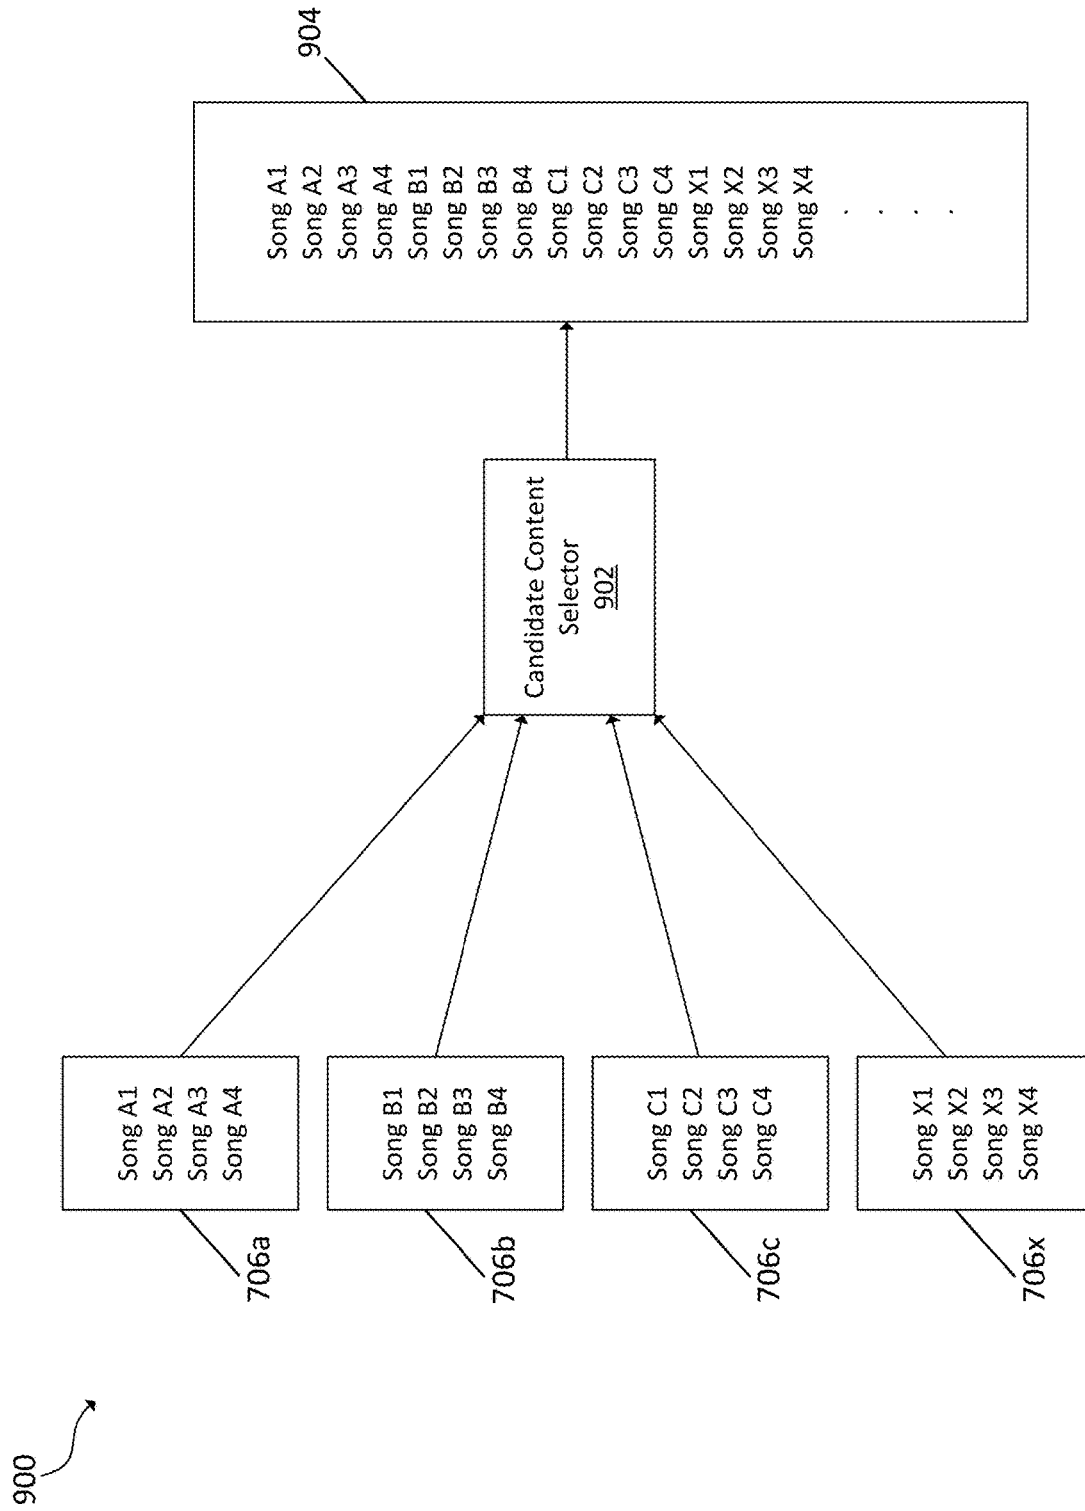 900
706a
Song A1
Song A2
Song A3
Song A4
706b
Song B1
Song B2
Song B3
Song B4
706c
Song C1
Song C2
Song C3
Song C4
706x
Song X1
Song X2
Song X3
Song X4
Candidate Content
Selector
902
904
Song A1
Song A2
Song A3
Song A4
Song B1
Song B2
Song B3
Song B4
Song C1
Song C2
Song C3
Song C4
Song X1
Song X2
Song X3
Song X4
.
.
.
.